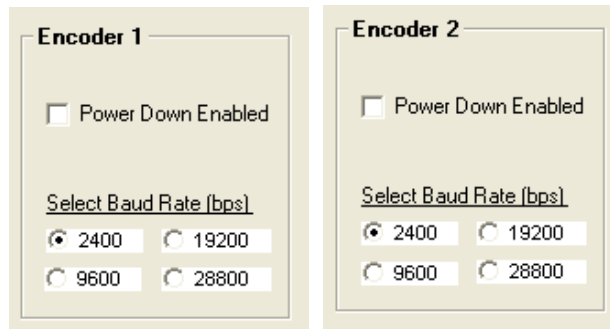 Encoder 1
Power Down Enabled
Select Baud Rate (bps)
2400 19200
9600 28800
Encoder 2
Power Down Enabled
Select Baud Rate (bps)
2400 19200
9600 28800